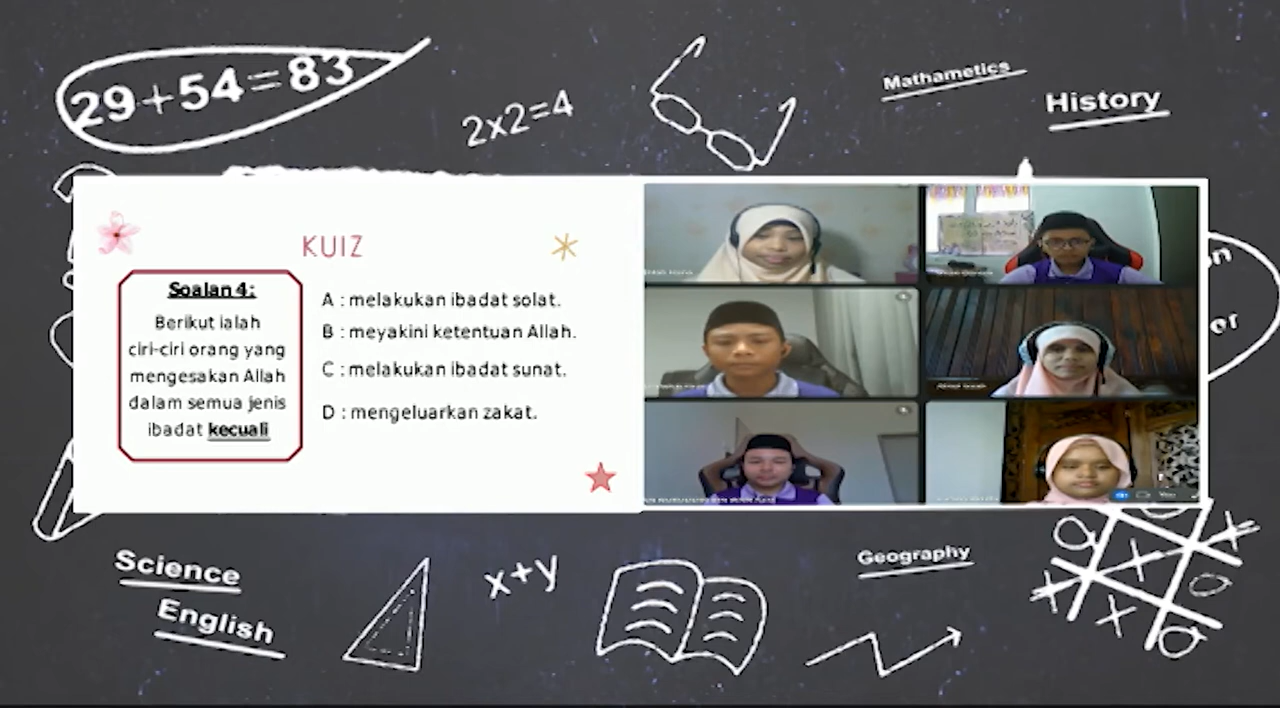 29+54=83
2x2=4
Mathametics
History
KUIZ
Soalan 4:
Berikut ialah
ciri-ciri orang yang
mengesakan Allah
dalam semua jenis
ibadat kecuali
A : melakukan ibadat solat.
B : meyakini ketentuan Allah.
C : melakukan ibadat sunat.
D : mengeluarkan zakat.
Science
English
x+y
Geography
You